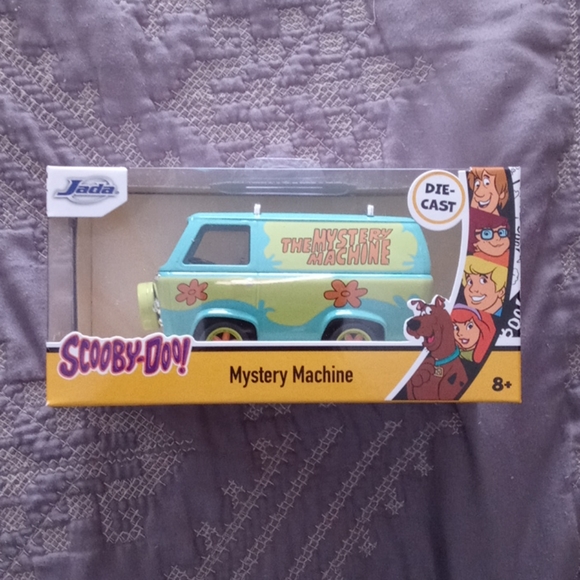 Jada
DIE-
CAST
THE MYSTERY
MACHINE
SCOOBY-DOO!
Mystery Machine
8+